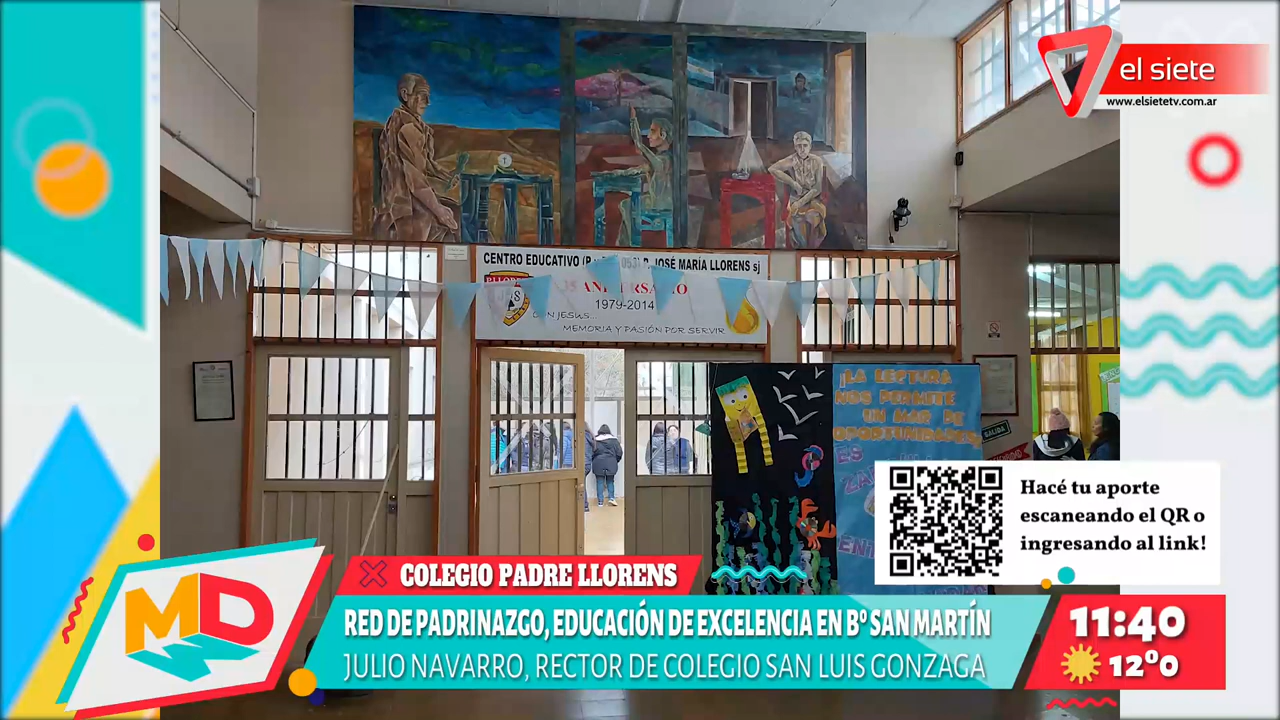 el siete
www.elsietetv.com.ar
CENTRO EDUCATIVO
JOSÉ MARÍA LLORENS sj
1979-2014
MEMORIA Y PASIÓN POR SERVIR
¡LA LECTURA
NOS PERMITE
UN MAR DE
OPORTUNIDADES
ES
SALIDA
Hacé tu aporte
escaneando el QR o
ingresando al link!
COLEGIO PADRE LLORENS
RED DE PADRINAZGO, EDUCACIÓN DE EXCELENCIA EN Bº SAN MARTÍN
JULIO NAVARRO, RECTOR DE COLEGIO SAN LUIS GONZAGA
MD
11:40
12º0